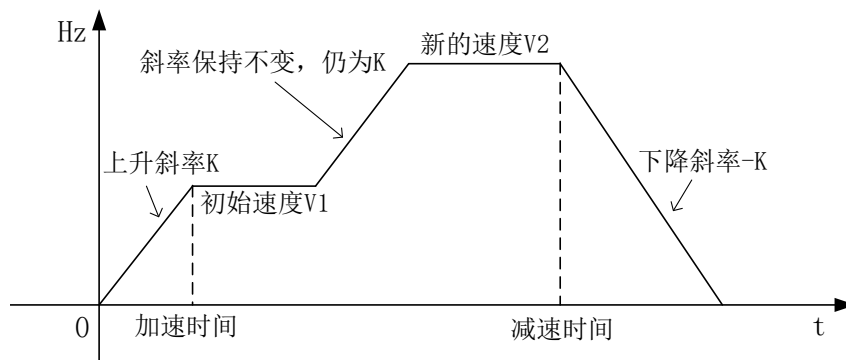 Hz
新的速度V2
斜率保持不变，仍为K
上升斜率K
下降斜率-K
初始速度V1
0
加速时间
减速时间
t